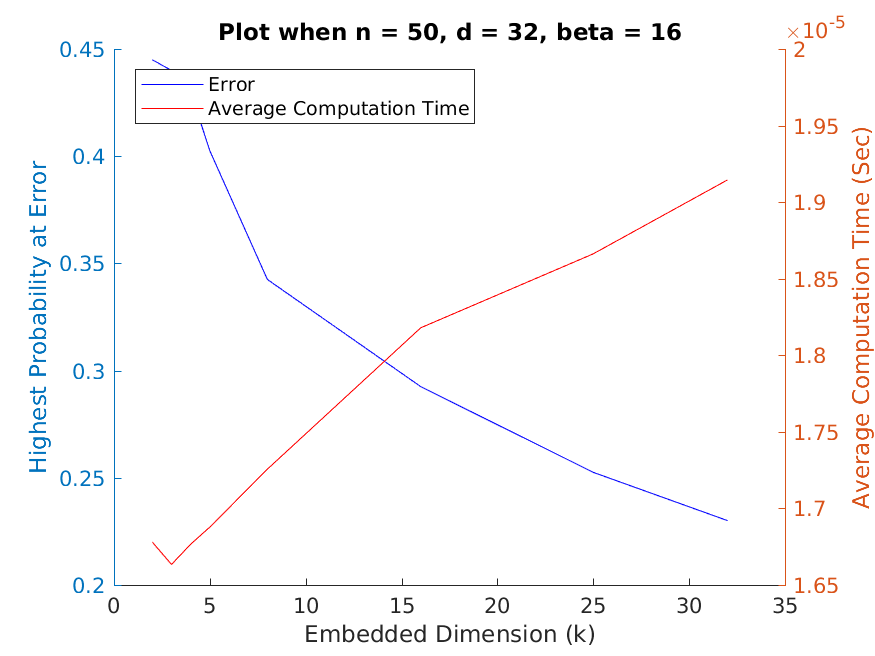 Plot when n = 50, d = 32, beta = 16
×10-5
Error
Average Computation Time
Highest Probability at Error
0.45
0.4
0.35
0.3
0.25
0.2
2
1.95
1.9
1.85
1.8
1.75
1.7
1.65
Average Computation Time (Sec)
0 5 10 15 20 25 30 35
Embedded Dimension (k)